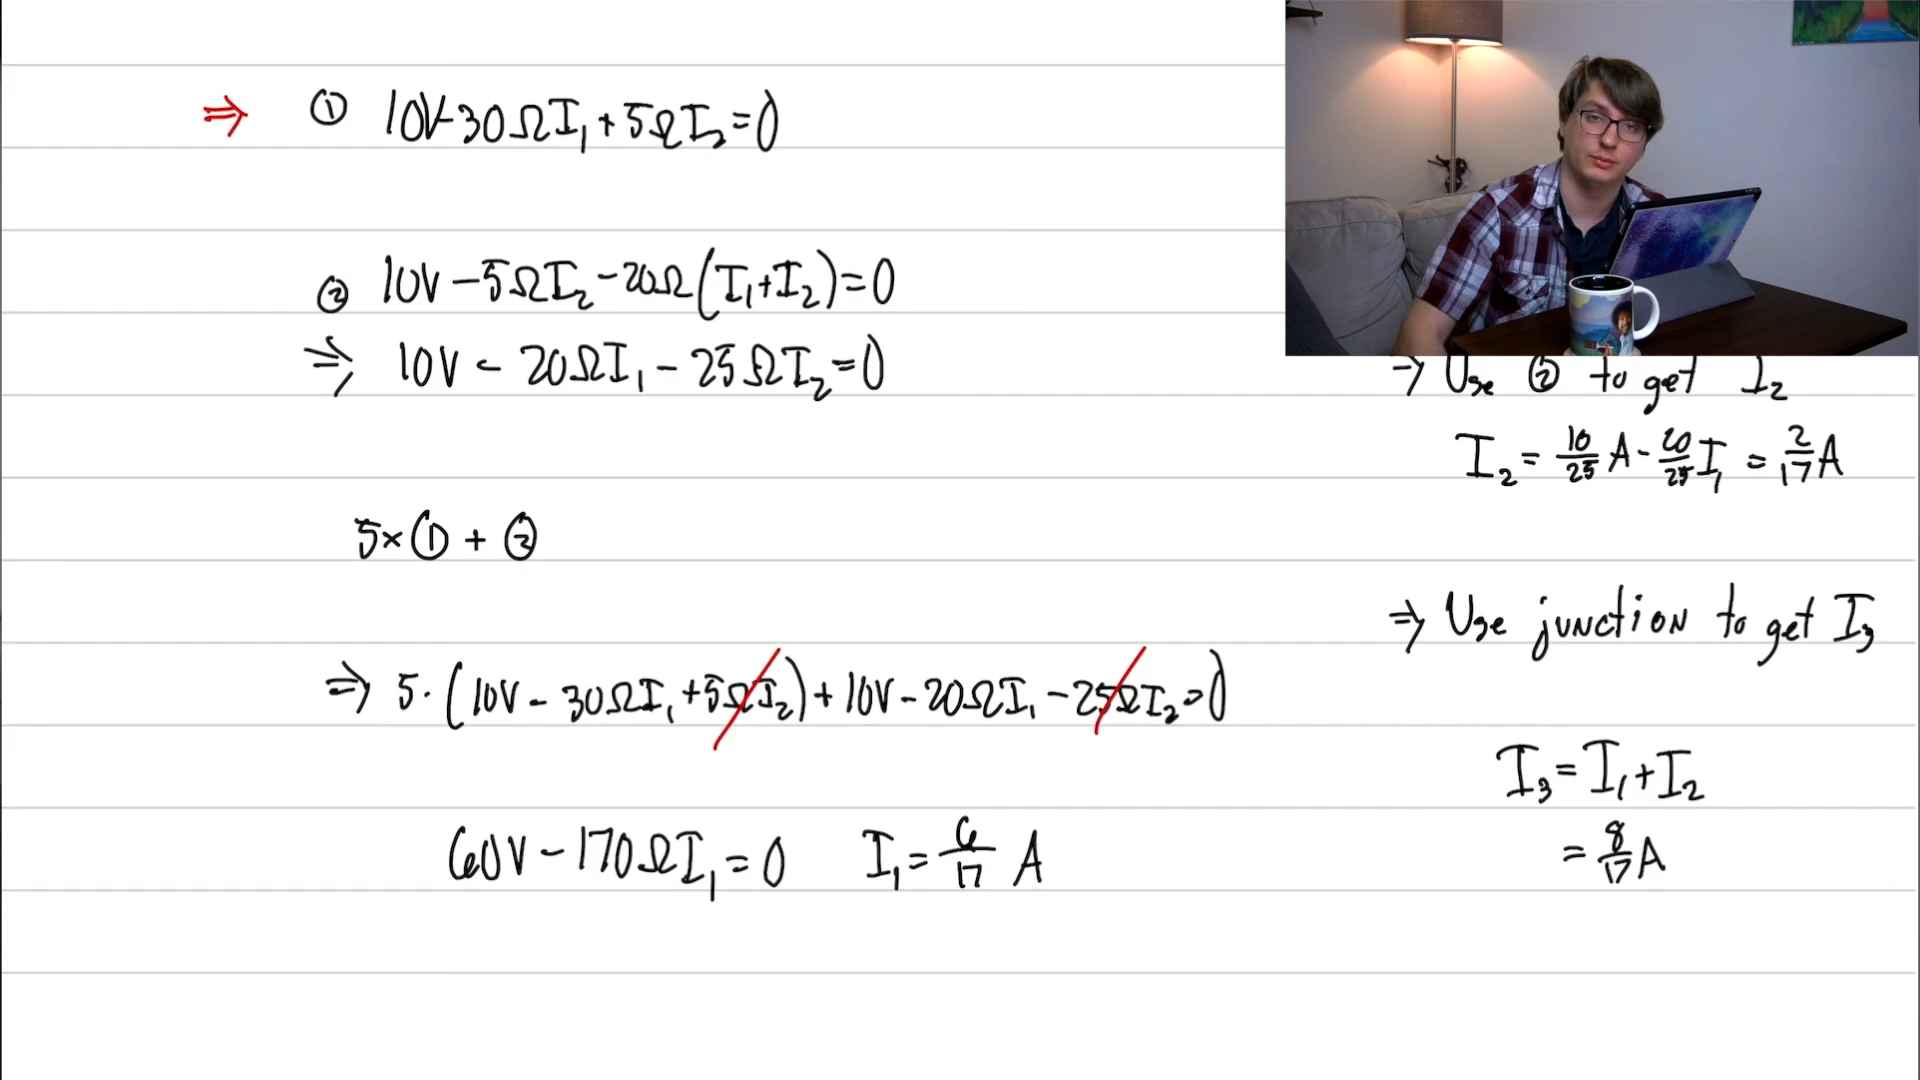 ⇒ ① 10V-30ΩI₁+5ΩI₂=0
② 10V-5ΩI₂-20Ω(I₁+I₂)=0
⇒ 10V-20ΩI₁-25ΩI₂=0
5×① + ②
⇒ 5·(10V-30ΩI₁+5ΩI₂)+10V-20ΩI₁-25ΩI₂=0
60V-170ΩI₁=0 I₁=6/17 A
→ Use ② to get I₂
I₂=10/25 A-20/25 I₁=2/17 A
⇒ Use junction to get I₃
I₃=I₁+I₂
=8/17 A